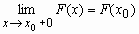 lim F(x) = F(x₀)
x→x₀+0